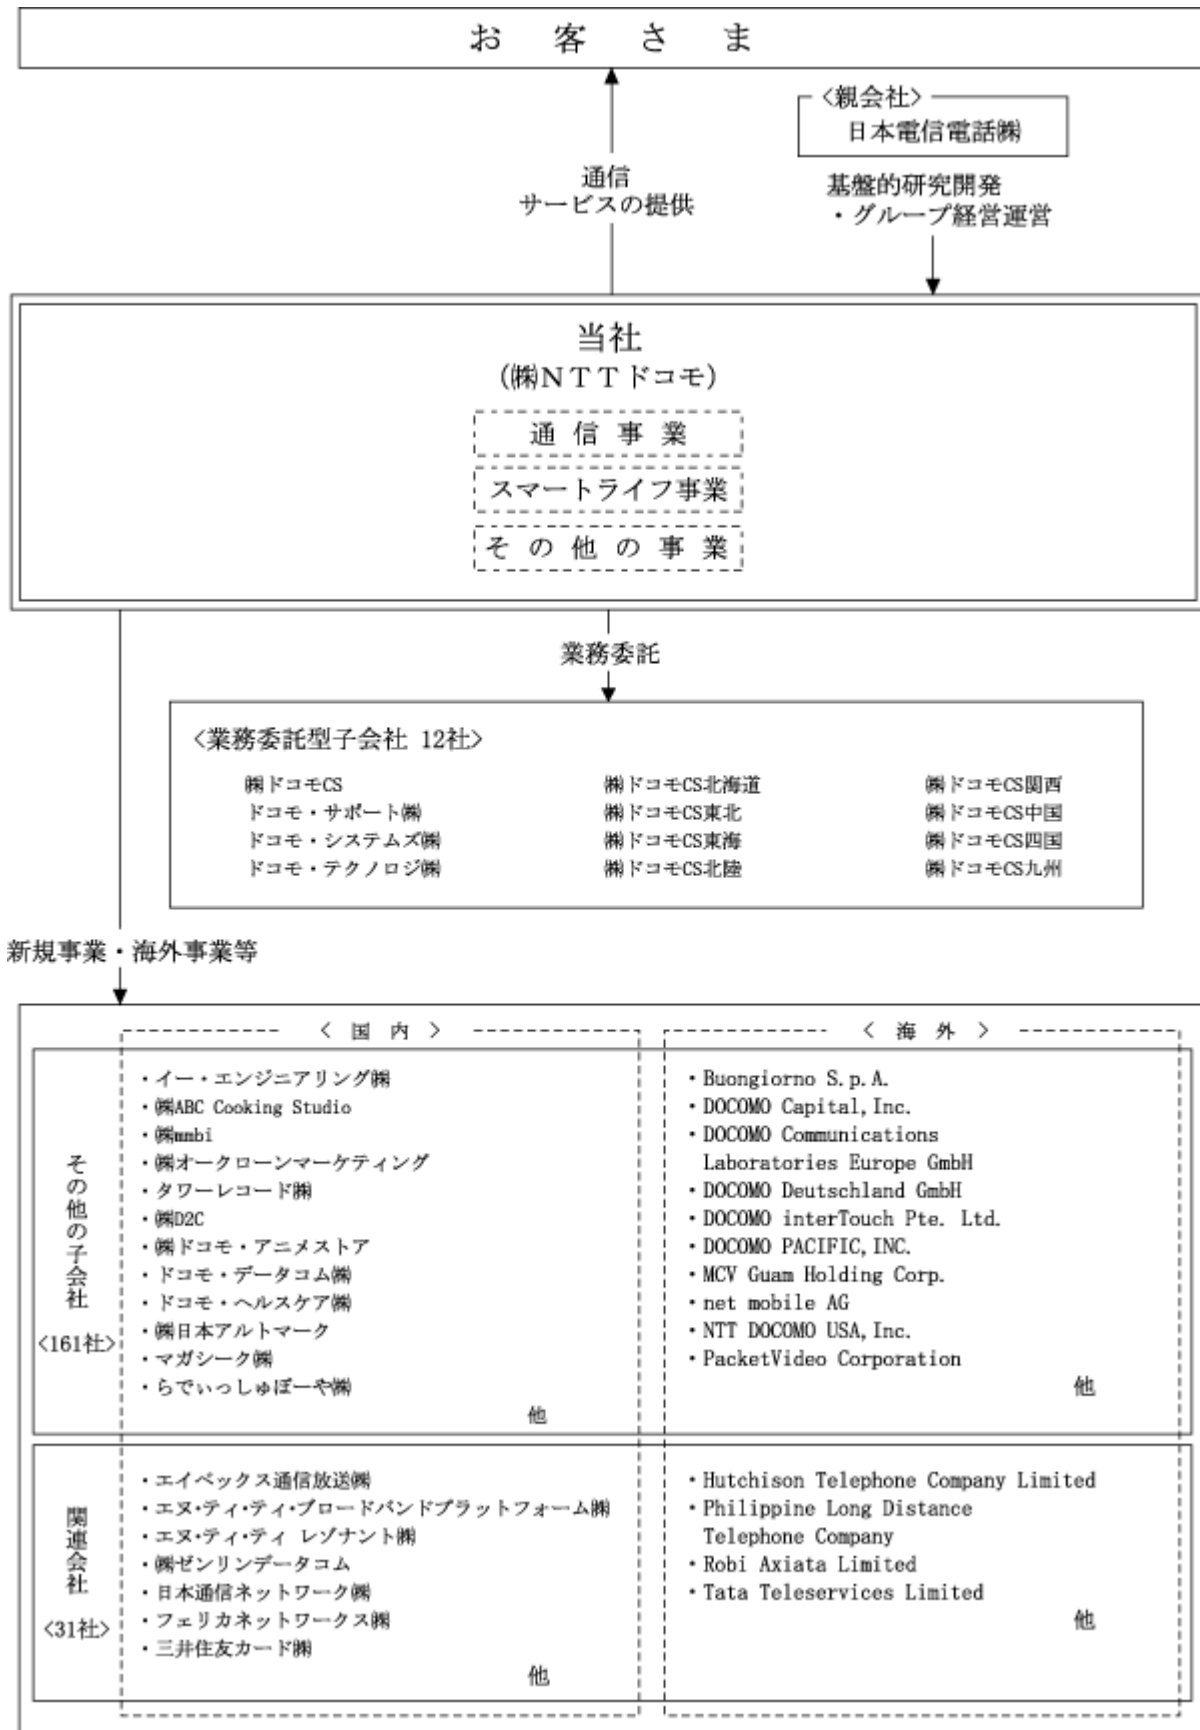 お客さま
<親会社>
日本電信電話㈱
通信
サービスの提供
基盤的研究開発
・グループ経営運営
当社
(㈱NTTドコモ)
通信事業
スマートライフ事業
その他の事業
業務委託
<業務委託型子会社 12社>
㈱ドコモCS
ドコモ・サポート㈱
ドコモ・システムズ㈱
ドコモ・テクノロジ㈱
㈱ドコモCS北海道
㈱ドコモCS東北
㈱ドコモCS東海
㈱ドコモCS北陸
㈱ドコモCS関西
㈱ドコモCS中国
㈱ドコモCS四国
㈱ドコモCS九州
新規事業・海外事業等
<国内>
<海外>
その他の子会社
<161社>
・イー・エンジニアリング㈱
・㈱ABC Cooking Studio
・㈱mmbi
・㈱オークローンマーケティング
・タワーレコード㈱
・㈱D2C
・㈱ドコモ・アニメストア
・ドコモ・データコム㈱
・ドコモ・ヘルスケア㈱
・㈱日本アルトマーク
・マガシーク㈱
・らでぃっしゅぼーや㈱
他
・Buongiorno S.p.A.
・DOCOMO Capital,Inc.
・DOCOMO Communications
Laboratories Europe GmbH
・DOCOMO Deutschland GmbH
・DOCOMO interTouch Pte. Ltd.
・DOCOMO PACIFIC,INC.
・MCV Guam Holding Corp.
・net mobile AG
・NTT DOCOMO USA,Inc.
・PacketVideo Corporation
他
関連会社
<31社>
・エイベックス通信放送㈱
・エヌ・ティ・ティ・ブロードバンドプラットフォーム㈱
・エヌ・ティ・ティ レゾナント㈱
・㈱ゼンリンデータコム
・日本通信ネットワーク㈱
・フェリカネットワークス㈱
・三井住友カード㈱
他
・Hutchison Telephone Company Limited
・Philippine Long Distance
Telephone Company
・Robi Axiata Limited
・Tata Teleservices Limited
他